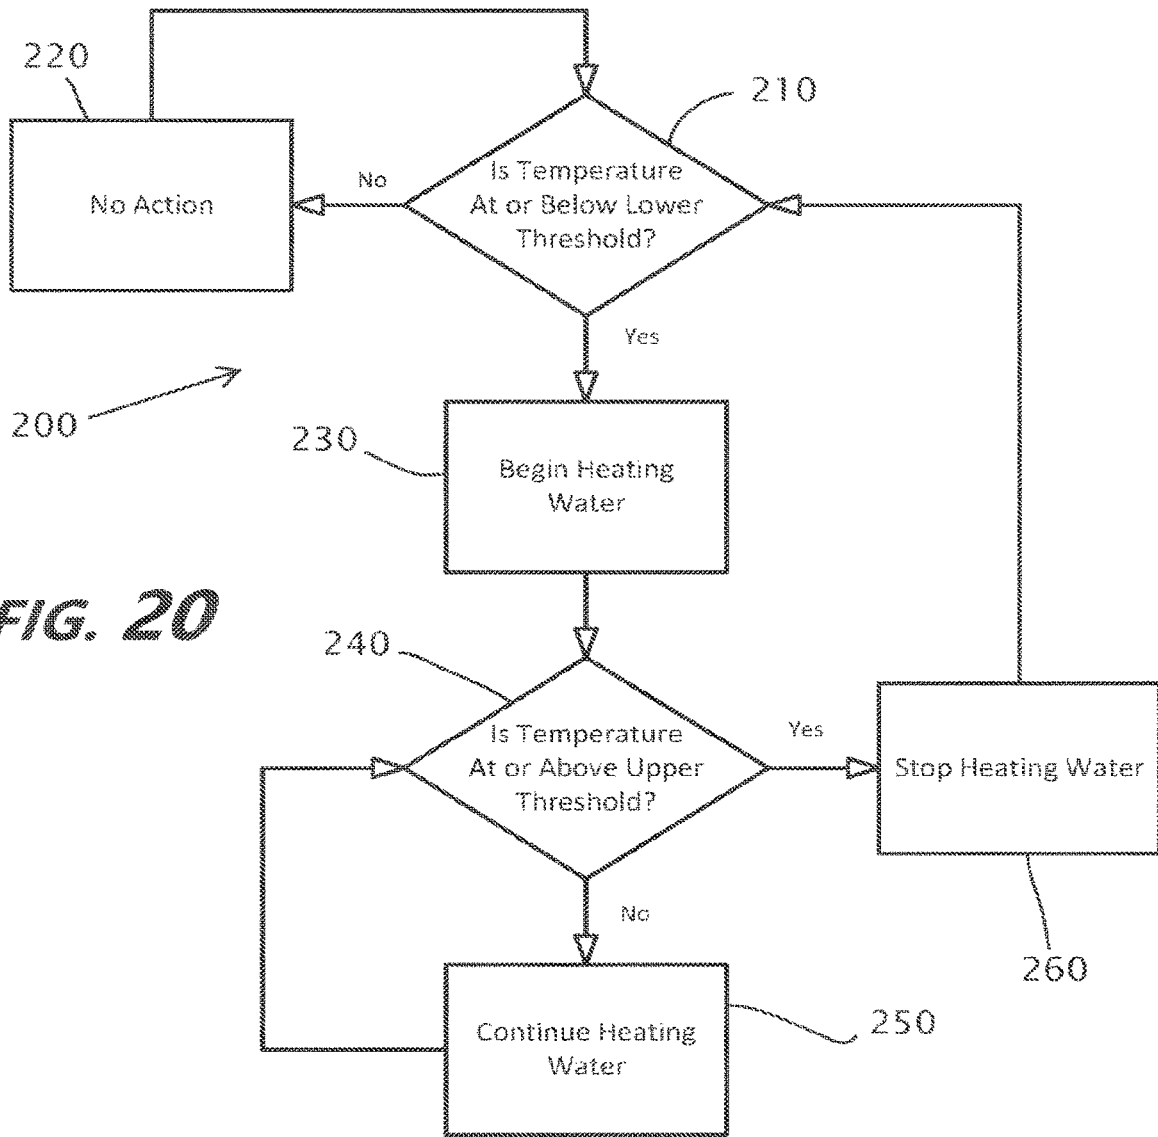 220
210
Is Temperature
At or Below Lower
Threshold?
No
No Action
Yes
200
230
Begin Heating
Water
FIG. 20
240
Is Temperature
At or Above Upper
Threshold?
Yes
Stop Heating Water
No
260
250
Continue Heating
Water